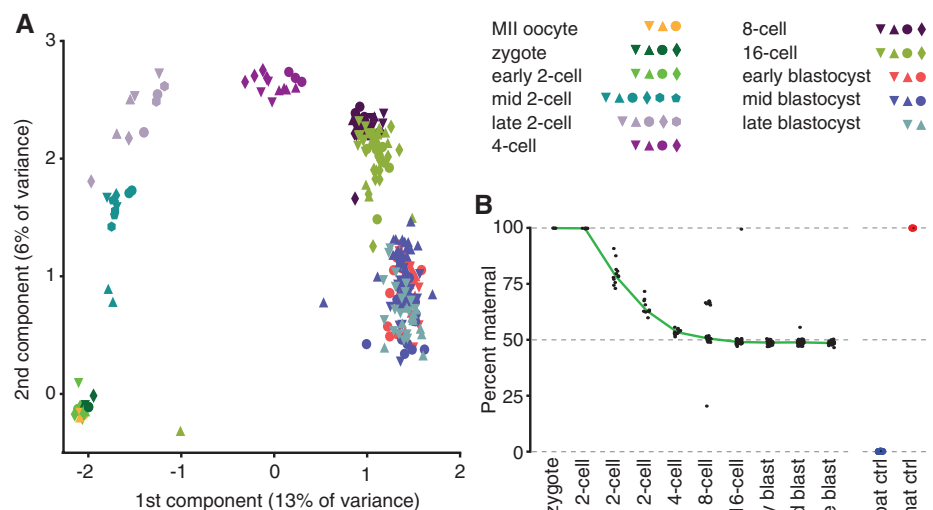 A
3
2
1
0
-2
-1
0
1
2
2nd component (6% of variance)
1st component (13% of variance)
MII oocyte
zygote
early 2-cell
mid 2-cell
late 2-cell
4-cell
8-cell
16-cell
early blastocyst
mid blastocyst
late blastocyst
B
100
75
50
25
0
Percent maternal
zygote
2-cell
2-cell
2-cell
4-cell
8-cell
16-cell
blast
blast
blast
ctrl
ctrl